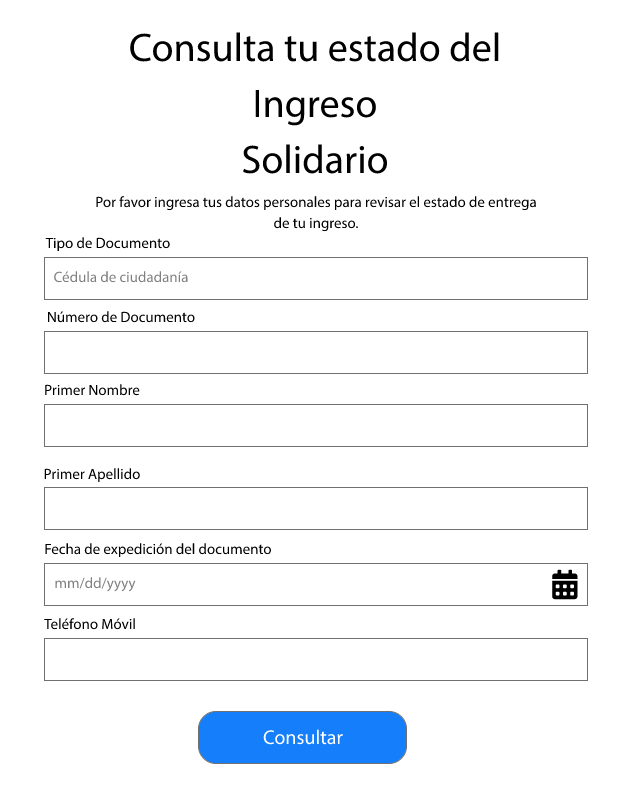 Consulta tu estado del
Ingreso
Solidario
Por favor ingresa tus datos personales para revisar el estado de entrega
de tu ingreso.
Tipo de Documento
Cédula de ciudadanía
Número de Documento
Primer Nombre
Primer Apellido
Fecha de expedición del documento
mm/dd/yyyy
Teléfono Móvil
Consultar